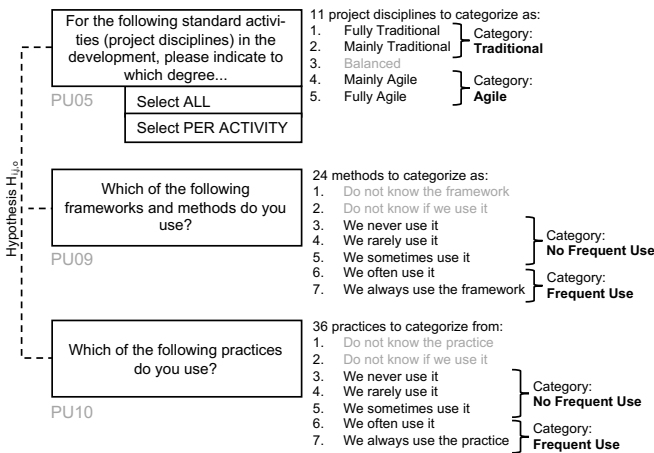 For the following standard activi-
ties (project disciplines) in the
development, please indicate to
which degree...
PU05
Select ALL
Select PER ACTIVITY
11 project disciplines to categorize as:
1. Fully Traditional
2. Mainly Traditional
3. Balanced
4. Mainly Agile
5. Fully Agile
Category:
Traditional
Category:
Agile
Hypothesis Hi,j,o
Which of the following
frameworks and methods do you
use?
PU09
24 methods to categorize as:
1. Do not know the framework
2. Do not know if we use it
3. We never use it
4. We rarely use it
5. We sometimes use it
6. We often use it
7. We always use the framework
Category:
No Frequent Use
Category:
Frequent Use
Which of the following practices
do you use?
PU10
36 practices to categorize from:
1. Do not know the practice
2. Do not know if we use it
3. We never use it
4. We rarely use it
5. We sometimes use it
6. We often use it
7. We always use the practice
Category:
No Frequent Use
Category:
Frequent Use